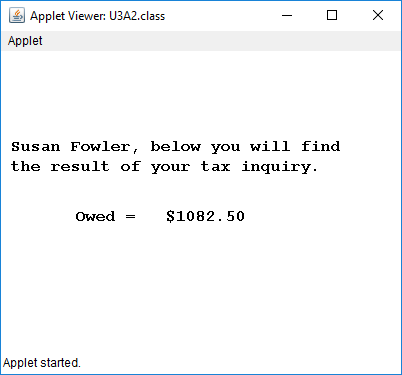 Applet Viewer: U3A2.class
Applet
Susan Fowler, below you will find
the result of your tax inquiry.
Owed =   $1082.50
Applet started.